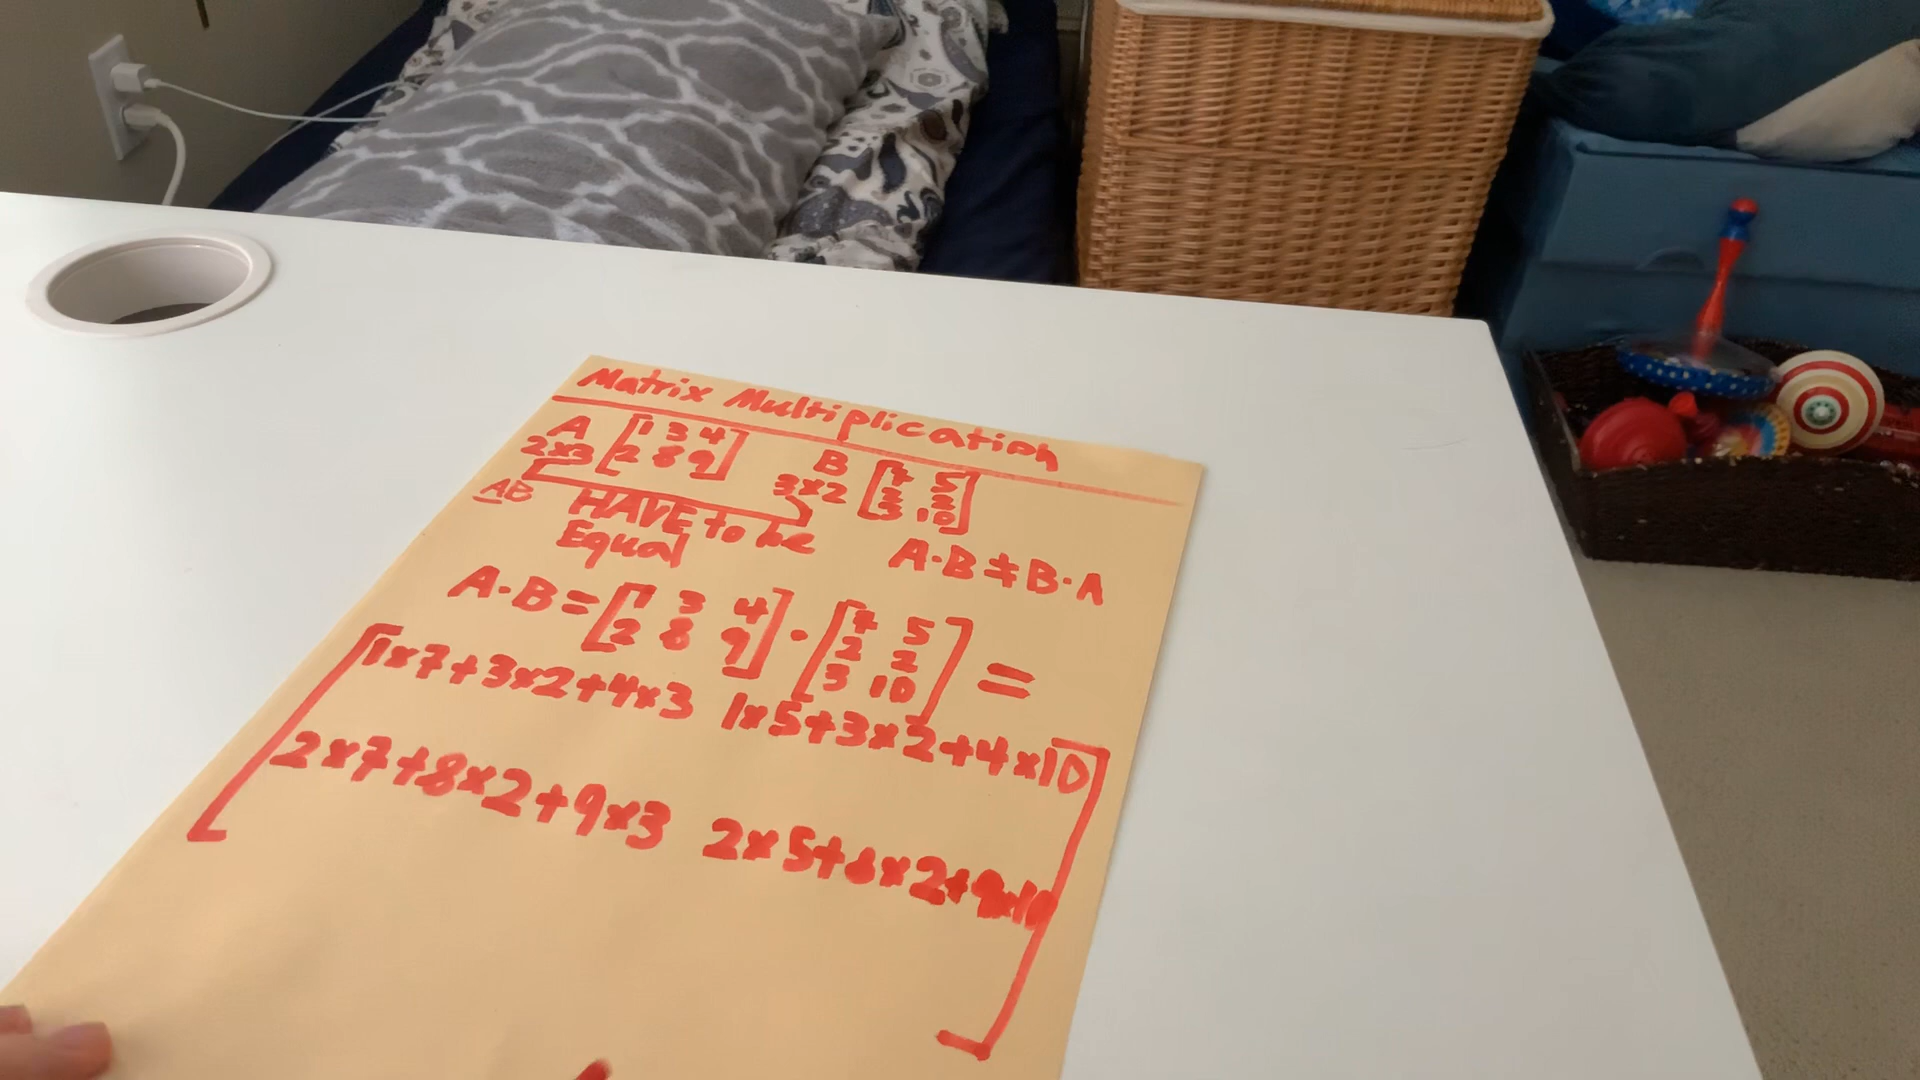 Matrix Multiplication
A [1 3 4
2x3 2 8 9]
B [7 5
3x2 2 2
3 10]
AB HAVE to be
Equal
A·B≠B·A
A·B=[1 3 4
2 8 9]·[7 5
2 2
3 10]=
[1x7+3x2+4x3 1x5+3x2+4x10
2x7+8x2+9x3 2x5+8x2+9x10]